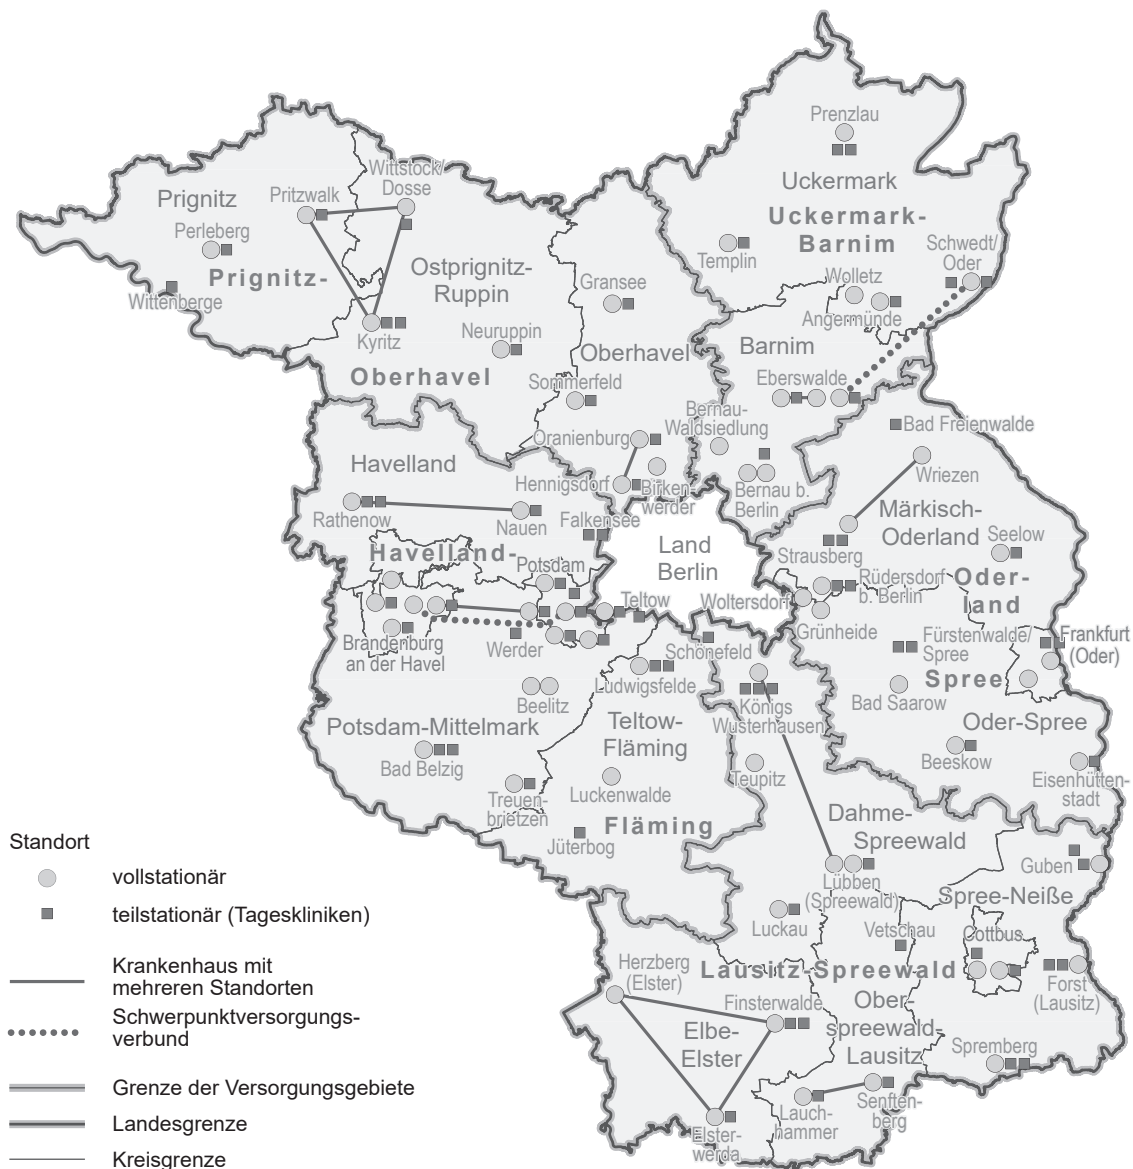 Prenzlau
Uckermark
Uckermark-
Barnim
Schwedt/
Oder
Templin
Wolletz
Angermünde
Wittstock/
Dosse
Prignitz
Pritzwalk
Perleberg
Prignitz-
Wittenberge
Ostprignitz-
Ruppin
Kyritz
Neuruppin
Gransee
Oberhavel
Barnim
Eberswalde
Oberhavel
Sommerfeld
Bernau-
Waldsiedlung
Oranienburg
Bad Freienwalde
Wriezen
Havelland
Hennigsdorf
Birken-
werder
Bernau b.
Berlin
Rathenow
Nauen
Falkensee
Märkisch-
Oderland
Strausberg
Seelow
Land
Berlin
Havelland-
Potsdam
Rüdersdorf
b. Berlin
Oder-
land
Teltow
Woltersdorf
Grünheide
Brandenburg
an der Havel
Werder
Schönefeld
Fürstenwalde/
Spree
Frankfurt
(Oder)
Spree
Ludwigsfelde
Beelitz
Königs
Wusterhausen
Bad Saarow
Potsdam-Mittelmark
Teltow-
Fläming
Oder-Spree
Bad Belzig
Teupitz
Beeskow
Eisenhütten-
stadt
Treuen-
brietzen
Luckenwalde
Fläming
Jüterbog
Dahme-
Spreewald
Lübben
(Spreewald)
Guben
Spree-Neiße
Luckau
Vetschau
Cottbus
Herzberg
(Elster)
Lausitz-Spreewald
Forst
(Lausitz)
Finsterwalde
Elbe-
Elster
Ober-
spreewald-
Lausitz
Spremberg
Lauch-
hammer
Senften-
berg
Elster-
werda
Standort
vollstationär
teilstationär (Tageskliniken)
Krankenhaus mit
mehreren Standorten
Schwerpunktversorgungs-
verbund
Grenze der Versorgungsgebiete
Landesgrenze
Kreisgrenze